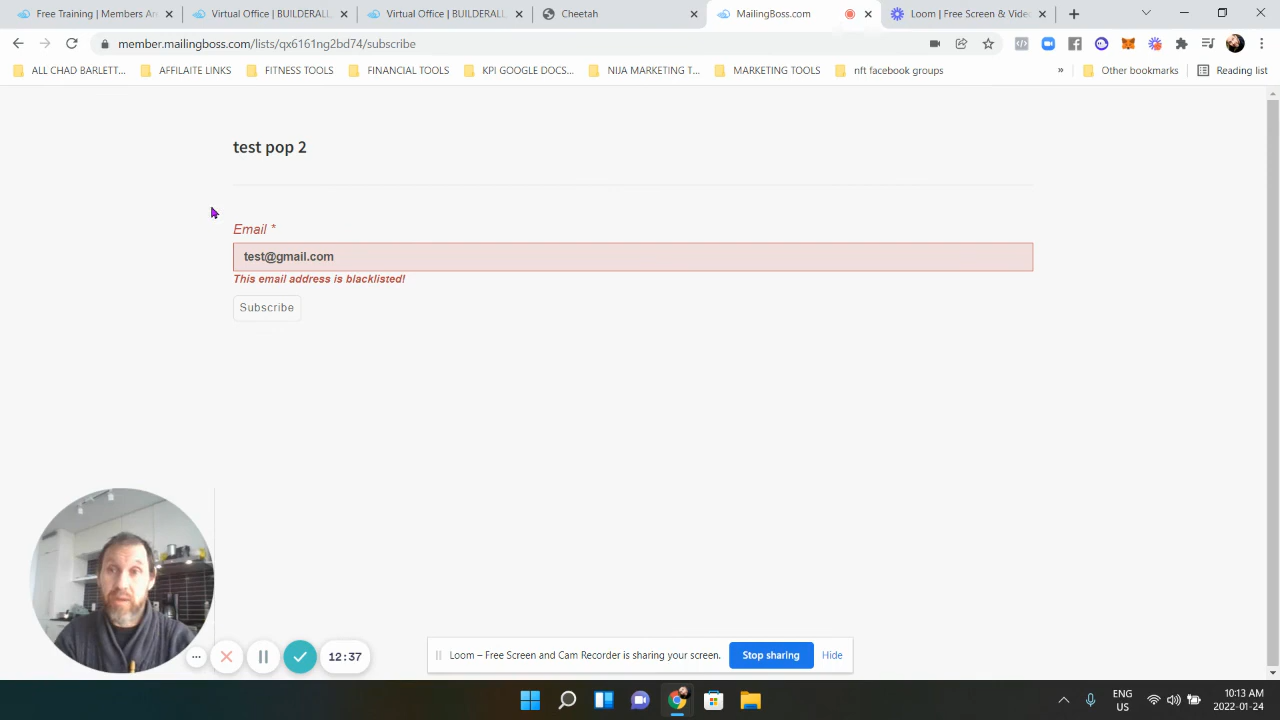 Free Training | Members Ar
Virtual Office | BUILDERALL
Virtual Office | BUILDERALL
Cheetah
MailingBoss.com
Loom | Free Screen & Vide
member.mailingboss.com/lists/qx6161ng2bd74/subscribe
ALL CHAD BARLETT...
AFFILAITE LINKS
FITNESS TOOLS
FINANCIAL TOOLS
KPI GOOGLE DOCS...
NIJA MARKETING T...
MARKETING TOOLS
nft facebook groups
»
Other bookmarks
Reading list
test pop 2
Email *
test@gmail.com
This email address is blacklisted!
Subscribe
12:37
Loom – Free Screen and Cam Recorder is sharing your screen.
Stop sharing
Hide
ENG
US
10:13 AM
2022-01-24